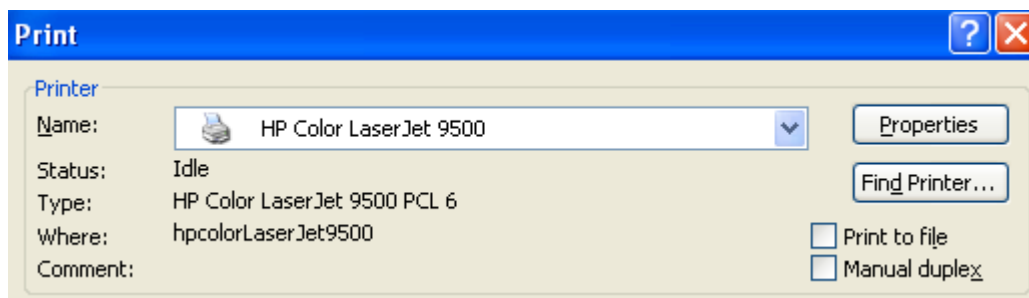 Print
Printer
Name: HP Color LaserJet 9500 Properties
Status: Idle
Find Printer...
Type: HP Color LaserJet 9500 PCL 6
Where: hpcolorLaserJet9500 Print to file
Comment: Manual duplex